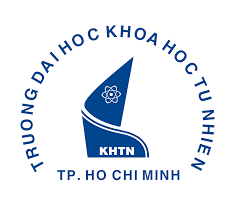 TRUONG DAI HOC KHOA HOC TU NHIEN
KHTN
TP. HO CHI MINH